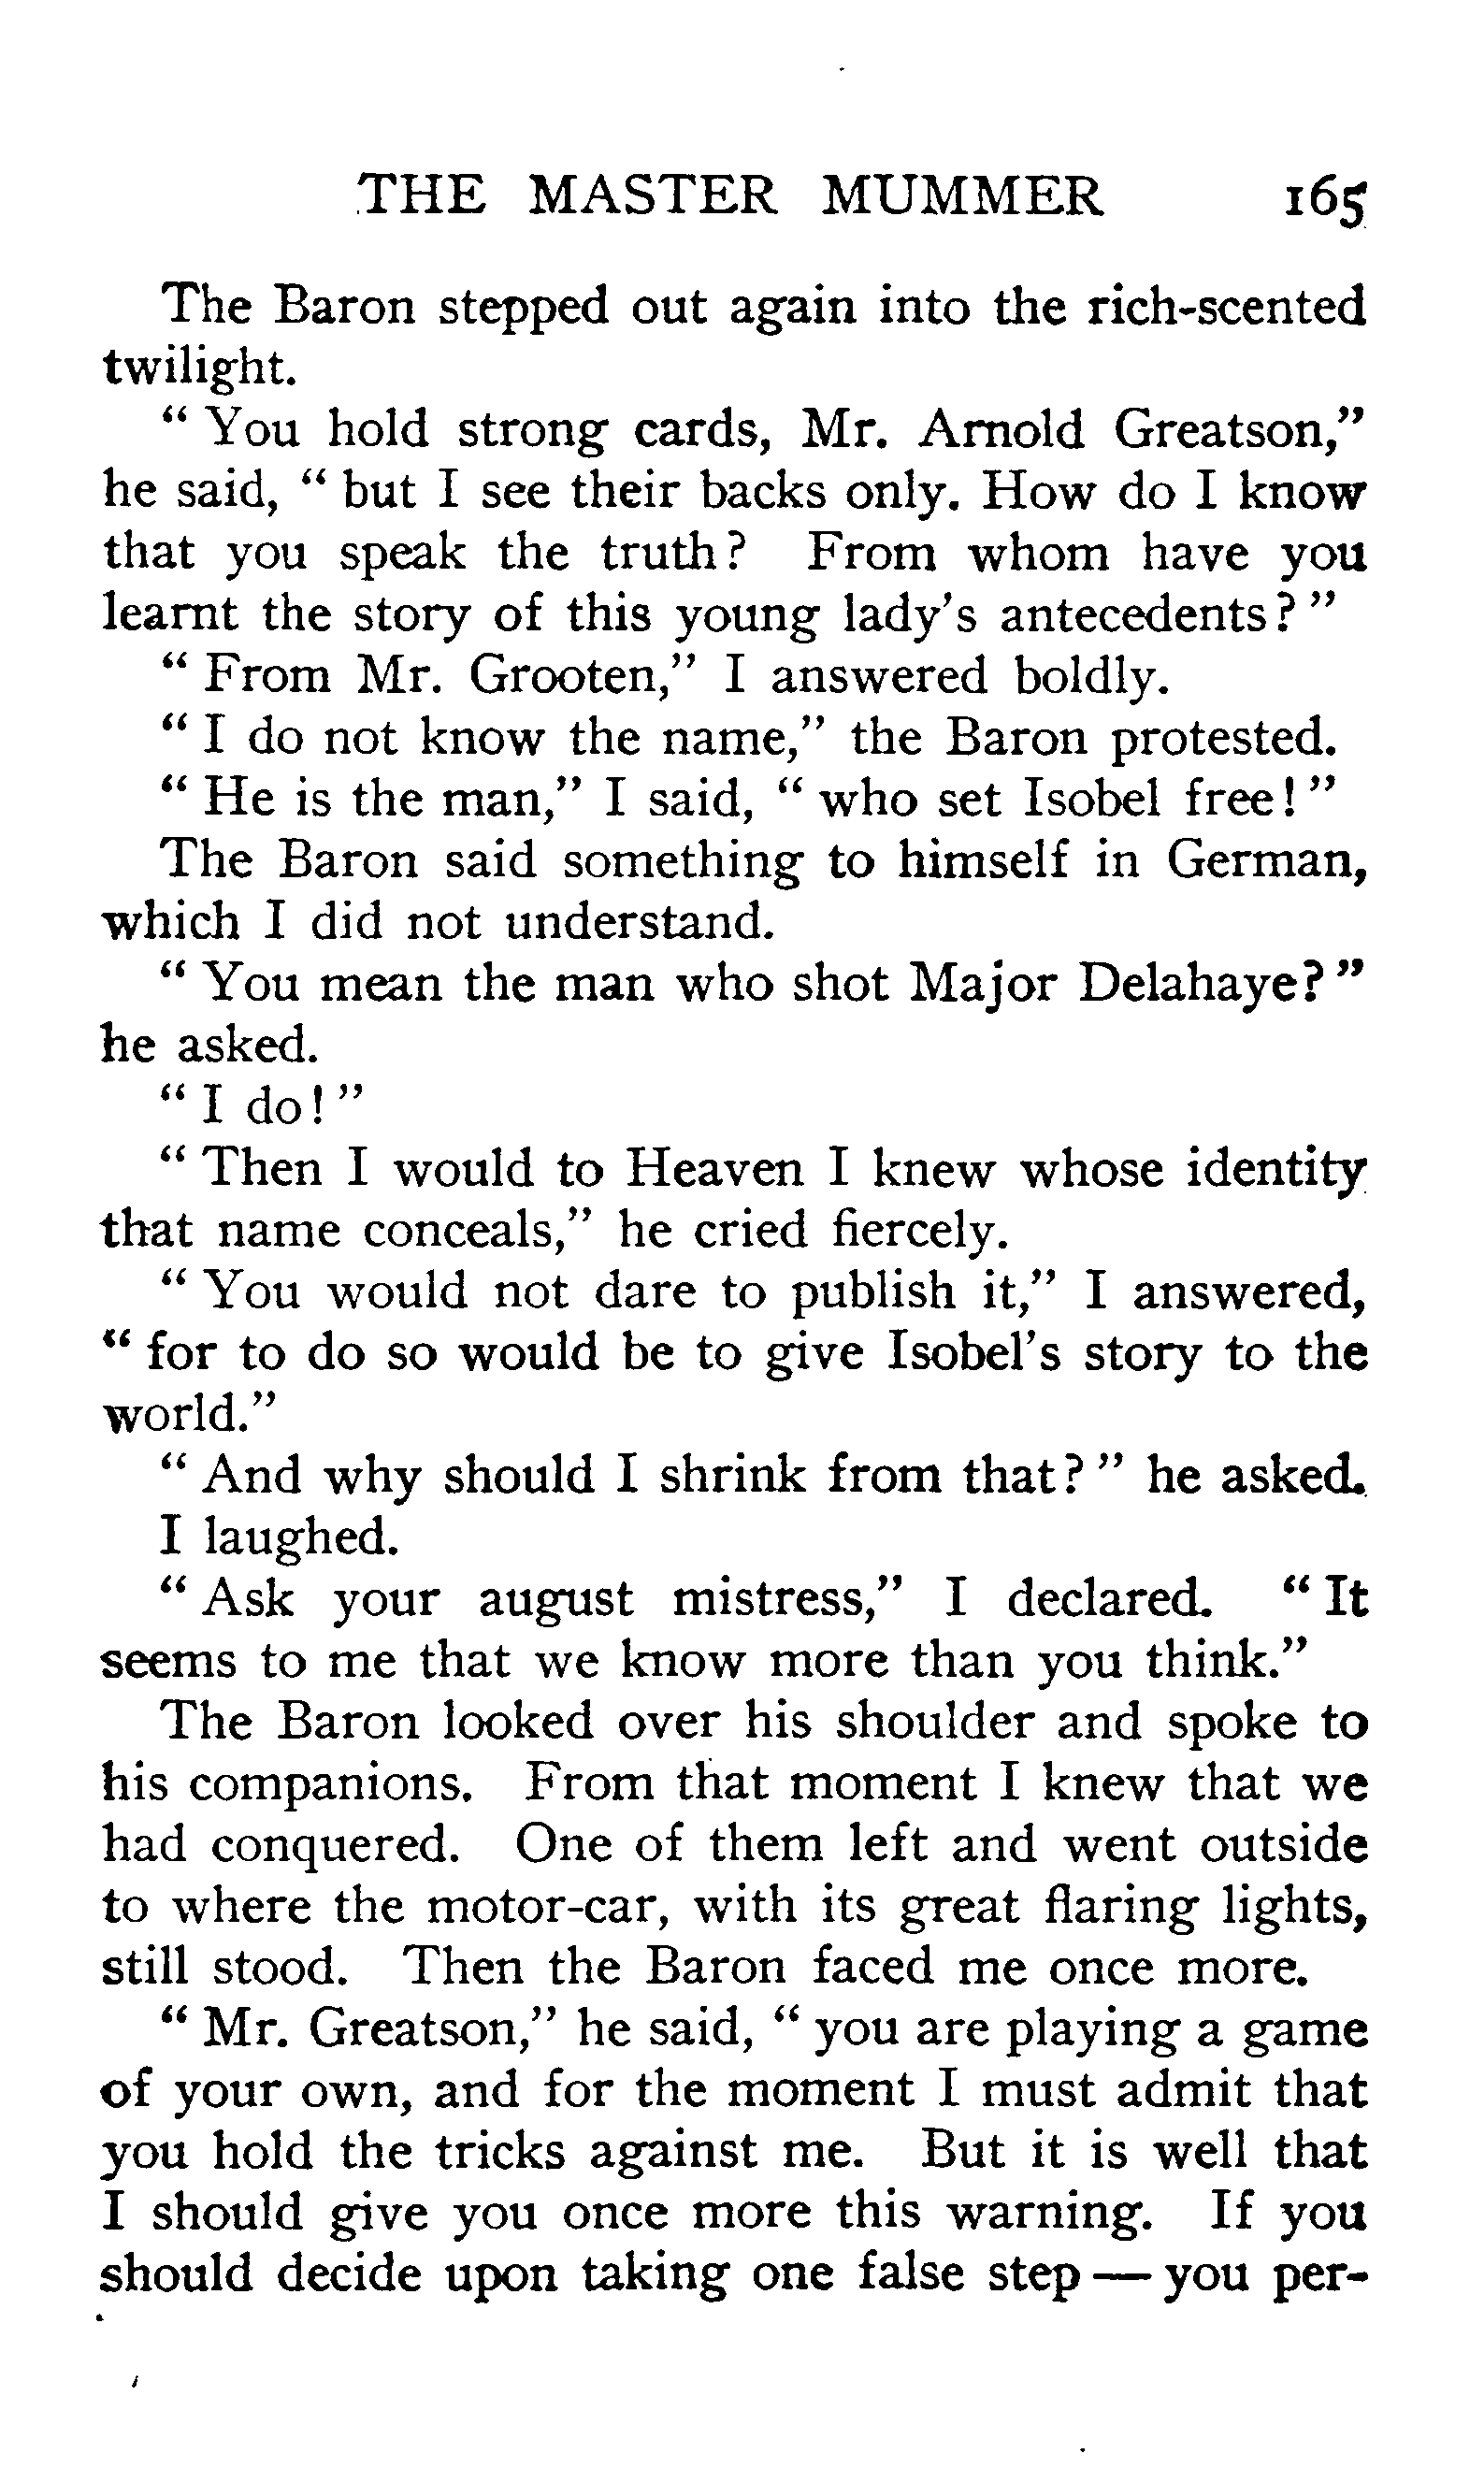 THE MASTER MUMMER 165
The Baron stepped out again into the rich-scented
twilight.
" You hold strong cards, Mr. Arnold Greatson,"
he said, " but I see their backs only. How do I know
that you speak the truth? From whom have you
learnt the story of this young lady's antecedents? "
" From Mr. Grooten," I answered boldly.
" I do not know the name," the Baron protested.
" He is the man," I said, " who set Isobel free! "
The Baron said something to himself in German,
which I did not understand.
" You mean the man who shot Major Delahaye? "
he asked.
" I do! "
" Then I would to Heaven I knew whose identity
that name conceals," he cried fiercely.
" You would not dare to publish it," I answered,
" for to do so would be to give Isobel's story to the
world."
" And why should I shrink from that? " he asked.
I laughed.
" Ask your august mistress," I declared. " It
seems to me that we know more than you think."
The Baron looked over his shoulder and spoke to
his companions. From that moment I knew that we
had conquered. One of them left and went outside
to where the motor-car, with its great flaring lights,
still stood. Then the Baron faced me once more.
" Mr. Greatson," he said, " you are playing a game
of your own, and for the moment I must admit that
you hold the tricks against me. But it is well that
I should give you once more this warning. If you
should decide upon taking one false step — you per-